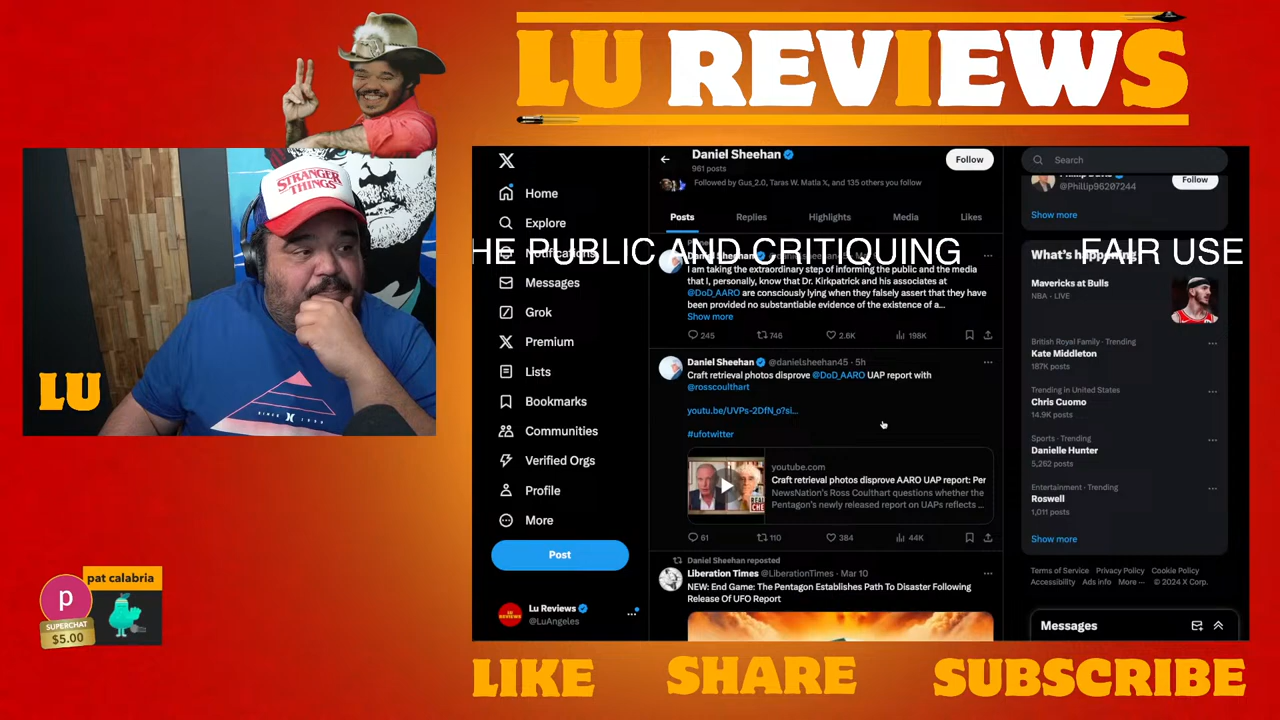 LU REVIEWS
STRANGER THINGS
SINCE
LU
pat calabria
p
SUPERCHAT
$5.00
Home
Explore
Notifications
Messages
Grok
Premium
Lists
Bookmarks
Communities
Verified Orgs
Profile
More
Post
Lu Reviews
@LuAngeles
HE PUBLIC AND CRITIQUING FAIR USE
Daniel Sheehan
961 posts
Follow
Followed by Gus_2.0, Taras W. Matla X, and 135 others you follow
Posts Replies Highlights Media Likes
Daniel Sheehan
I am taking the extraordinary step of informing the public and the media
that I, personally, know that Dr. Kirkpatrick and his associates at
@DoD_AARO are consciously lying when they falsely assert that they have
been provided no substantiable evidence of the existence of a...
Show more
245 746 2.6K 198K
Daniel Sheehan @danielsheehan45 · 5h
Craft retrieval photos disprove @DoD_AARO UAP report with
@rosscoulthart
youtu.be/UVPs-2DfN_o?si...
#ufotwitter
youtube.com
Craft retrieval photos disprove AARO UAP report: Per
NewsNation's Ross Coulthart questions whether the
Pentagon's newly released report on UAPs reflects ...
61 110 384 44K
Daniel Sheehan reposted
Liberation Times @LiberationTimes · Mar 10
NEW: End Game: The Pentagon Establishes Path To Disaster Following
Release Of UFO Report
Search
@Phillip96207244
Follow
Show more
What's happening
Mavericks at Bulls
NBA · LIVE
British Royal Family · Trending
Kate Middleton
187K posts
Trending in United States
Chris Cuomo
14.9K posts
Sports · Trending
Danielle Hunter
5,262 posts
Entertainment · Trending
Roswell
1,011 posts
Show more
Terms of Service Privacy Policy Cookie Policy
Accessibility Ads info More ··· © 2024 X Corp.
Messages
LIKE SHARE SUBSCRIBE